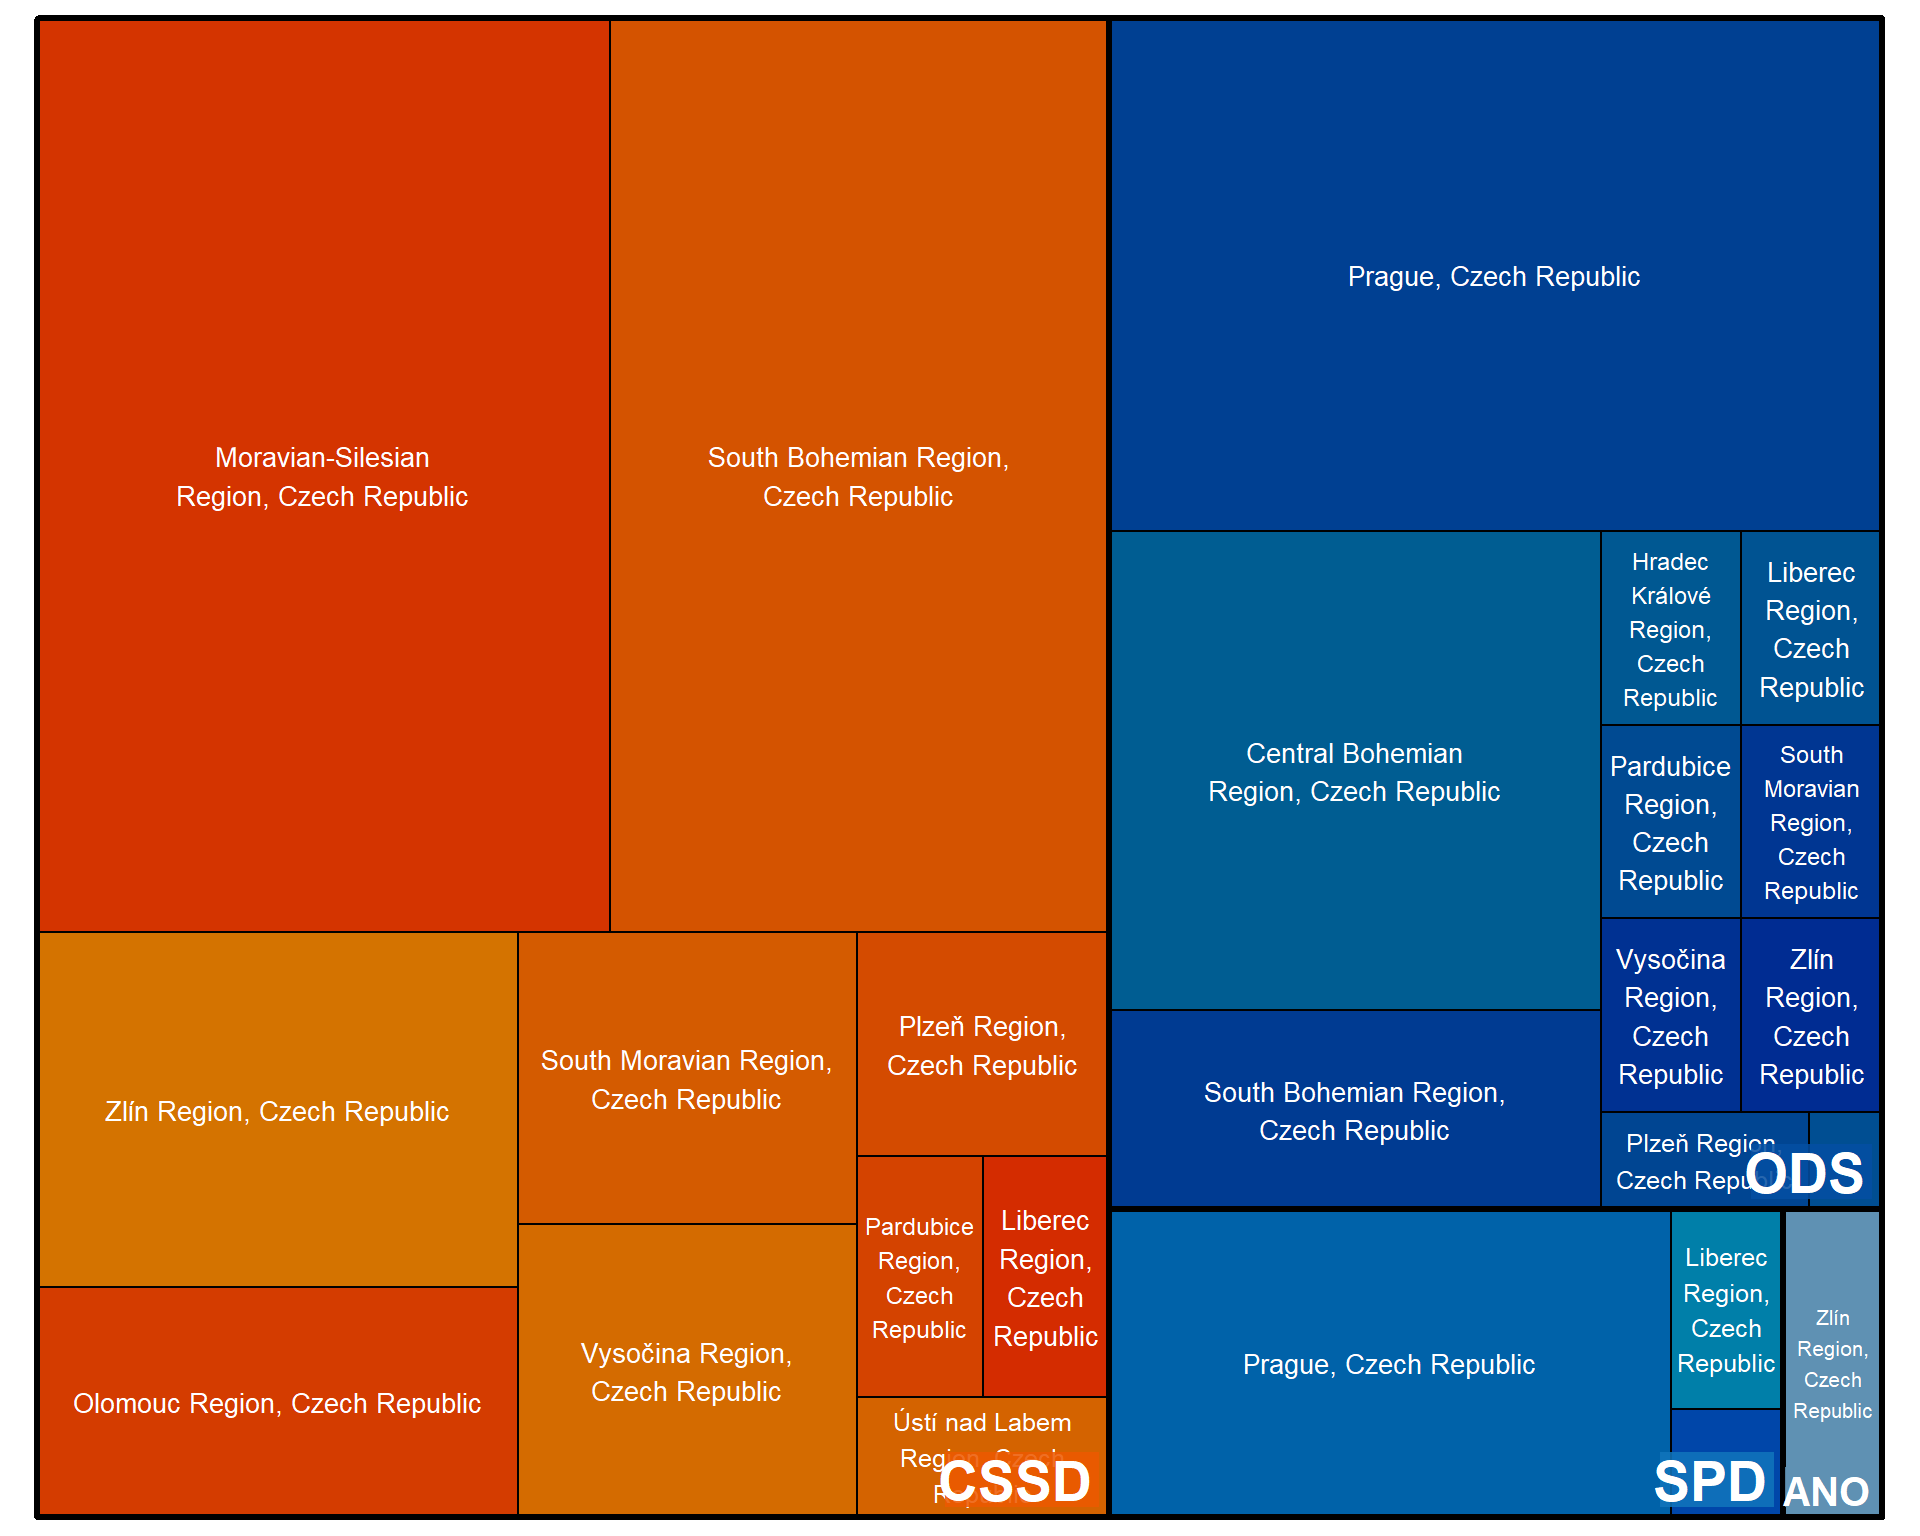 Moravian-Silesian
Region, Czech Republic
South Bohemian Region,
Czech Republic
Zlín Region, Czech Republic
Olomouc Region, Czech Republic
South Moravian Region,
Czech Republic
Vysočina Region,
Czech Republic
Plzeň Region,
Czech Republic
Pardubice
Region,
Czech
Republic
Liberec
Region,
Czech
Republic
Ústí nad Labem
Region, Czech
Republic
CSSD
Prague, Czech Republic
Central Bohemian
Region, Czech Republic
South Bohemian Region,
Czech Republic
Hradec
Králové
Region,
Czech
Republic
Liberec
Region,
Czech
Republic
Pardubice
Region,
Czech
Republic
South
Moravian
Region,
Czech
Republic
Vysočina
Region,
Czech
Republic
Zlín
Region,
Czech
Republic
Plzeň Region,
Czech Republic
ODS
Prague, Czech Republic
Liberec
Region,
Czech
Republic
SPD
Zlín
Region,
Czech
Republic
ANO